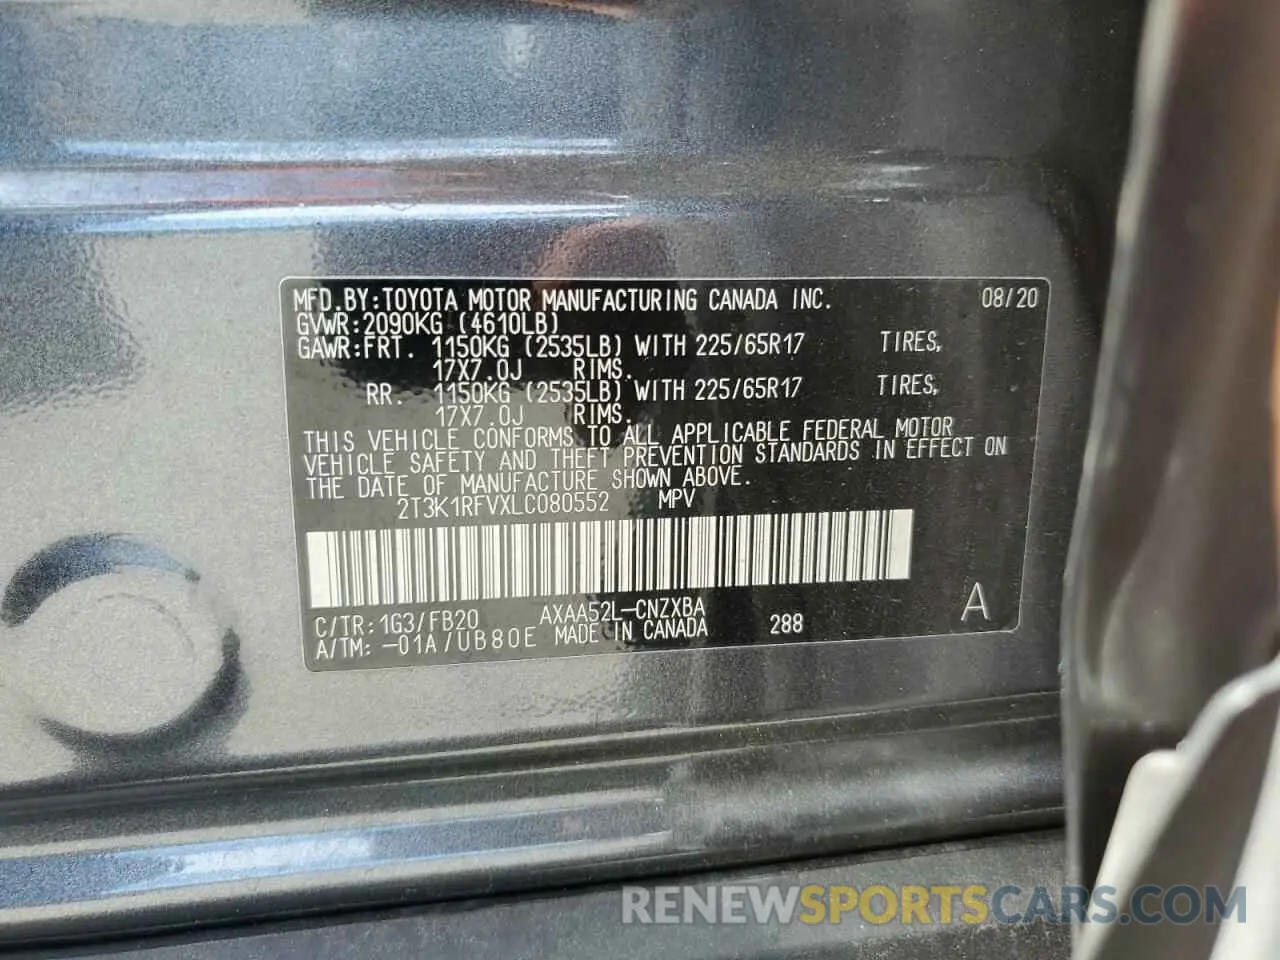 MFD.BY:TOYOTA MOTOR MANUFACTURING CANADA INC. 08/20
GVWR:2090KG (4610LB)
GAWR:FRT. 1150KG (2535LB) WITH 225/65R17 TIRES,
17X7.0J RIMS.
RR. 1150KG (2535LB) WITH 225/65R17 TIRES,
17X7.0J RIMS.
THIS VEHICLE CONFORMS TO ALL APPLICABLE FEDERAL MOTOR
VEHICLE SAFETY AND THEFT PREVENTION STANDARDS IN EFFECT ON
THE DATE OF MANUFACTURE SHOWN ABOVE.
2T3K1RFVXLC080552 MPV
C/TR:1G3/FB20 AXAA52L-CNZXBA A
A/TM:-01A/UB80E MADE IN CANADA 288
RENEWSPORTSCARS.COM